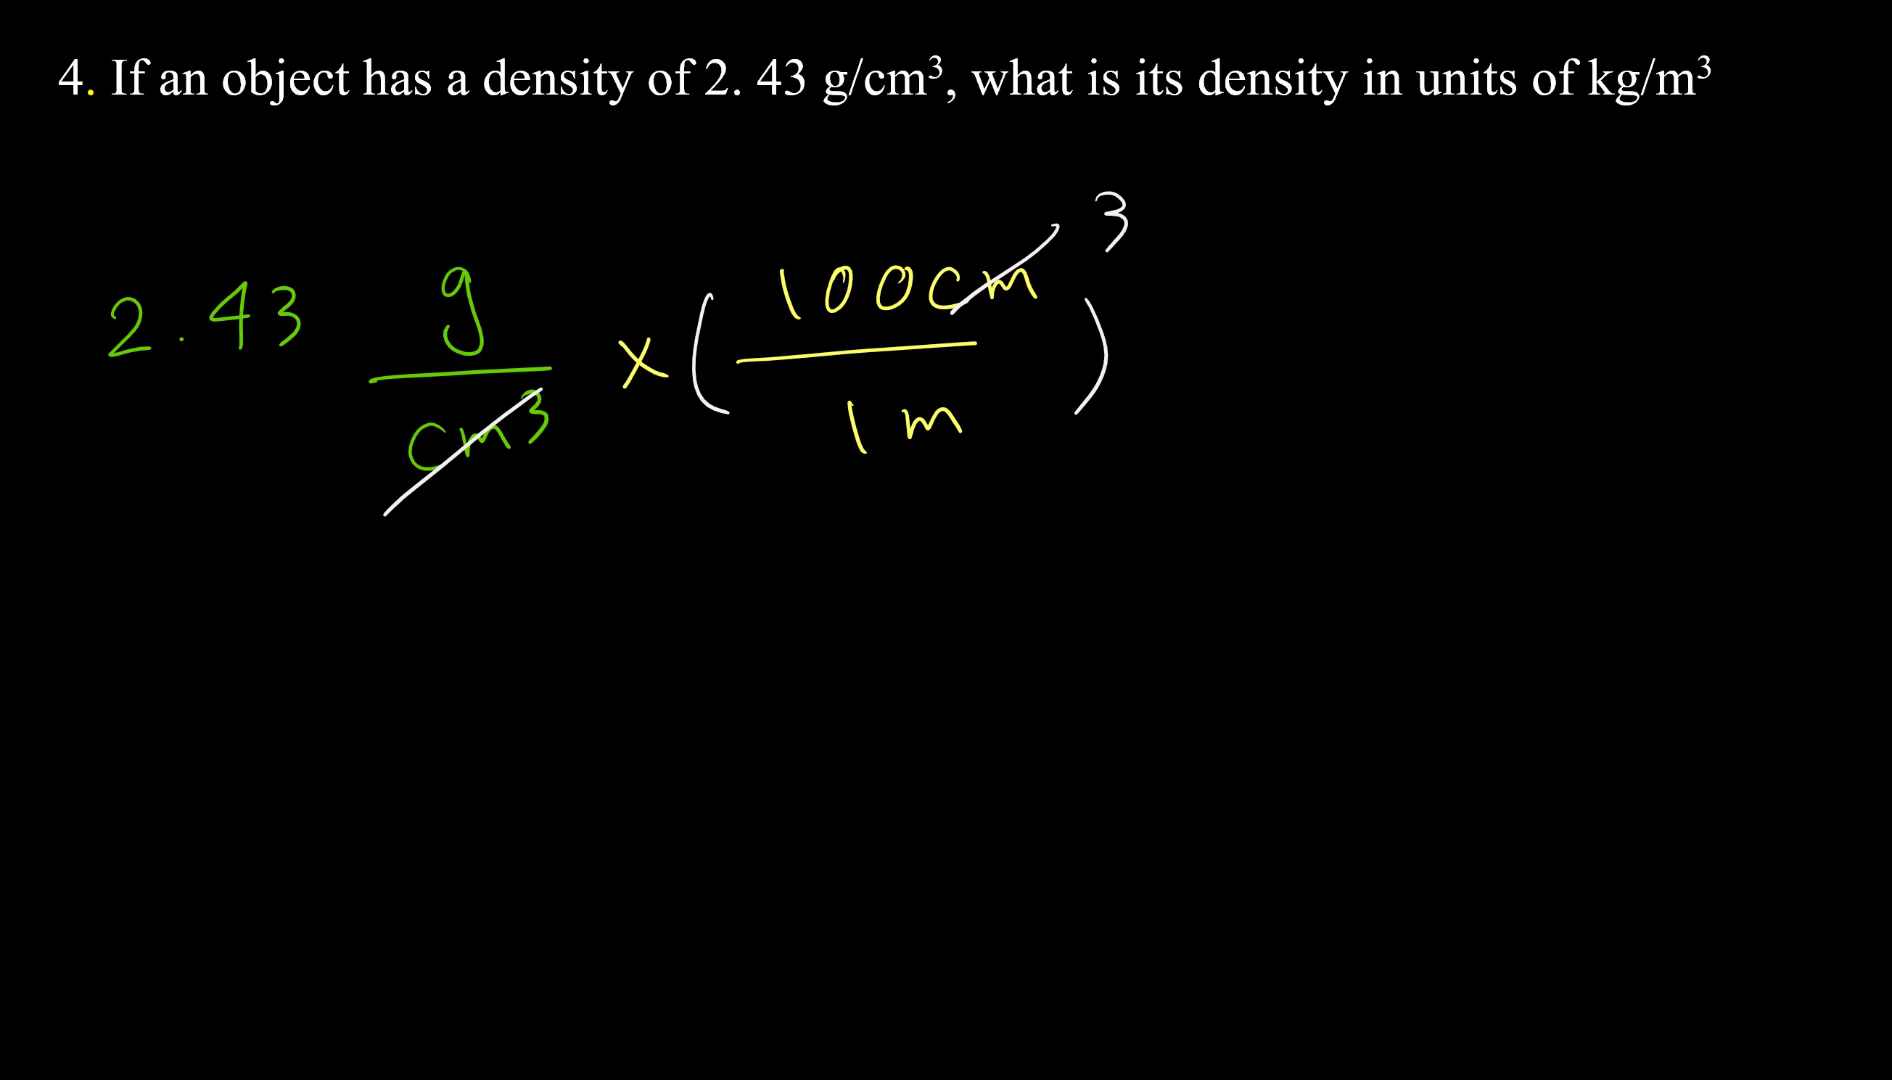 4. If an object has a density of 2. 43 g/cm³, what is its density in units of kg/m³
2.43 g/cm³ × (100cm/1m)³